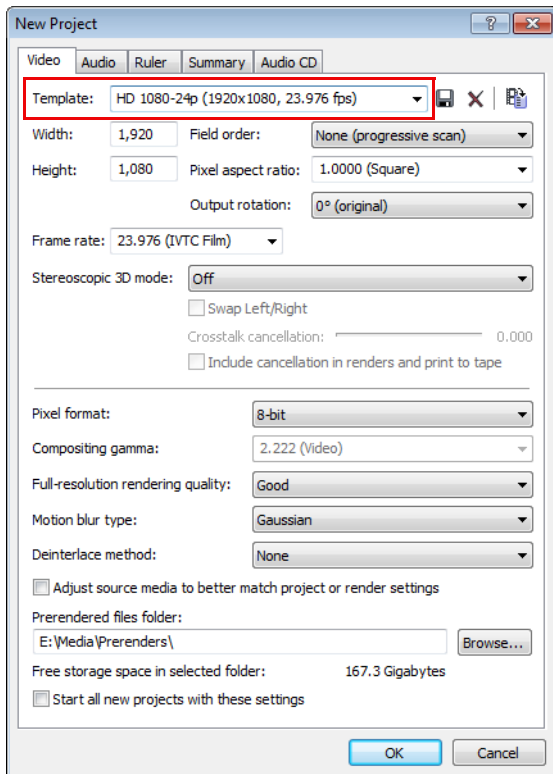 New Project
Video Audio Ruler Summary Audio CD
Template: HD 1080-24p (1920x1080, 23.976 fps)
Width: 1,920 Field order: None (progressive scan)
Height: 1,080 Pixel aspect ratio: 1.0000 (Square)
Output rotation: 0° (original)
Frame rate: 23.976 (IVTC Film)
Stereoscopic 3D mode: Off
Swap Left/Right
Crosstalk cancellation: 0.000
Include cancellation in renders and print to tape
Pixel format: 8-bit
Compositing gamma: 2.222 (Video)
Full-resolution rendering quality: Good
Motion blur type: Gaussian
Deinterlace method: None
Adjust source media to better match project or render settings
Prerendered files folder:
E:\Media\Prerenders\ Browse...
Free storage space in selected folder: 167.3 Gigabytes
Start all new projects with these settings
OK Cancel